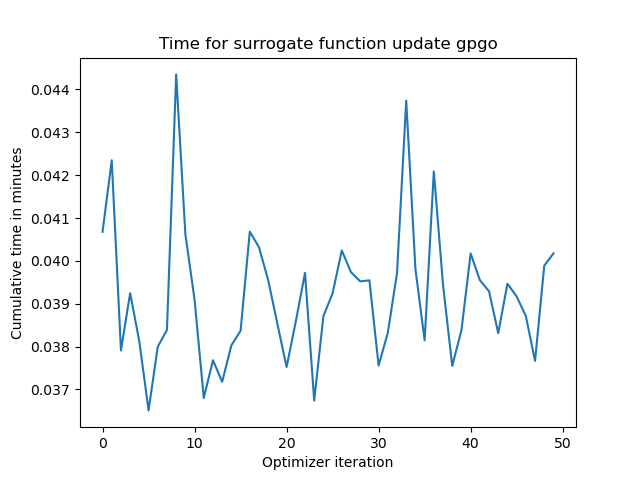 Time for surrogate function update gpgo
Cumulative time in minutes
0.044
0.043
0.042
0.041
0.040
0.039
0.038
0.037
0 10 20 30 40 50
Optimizer iteration